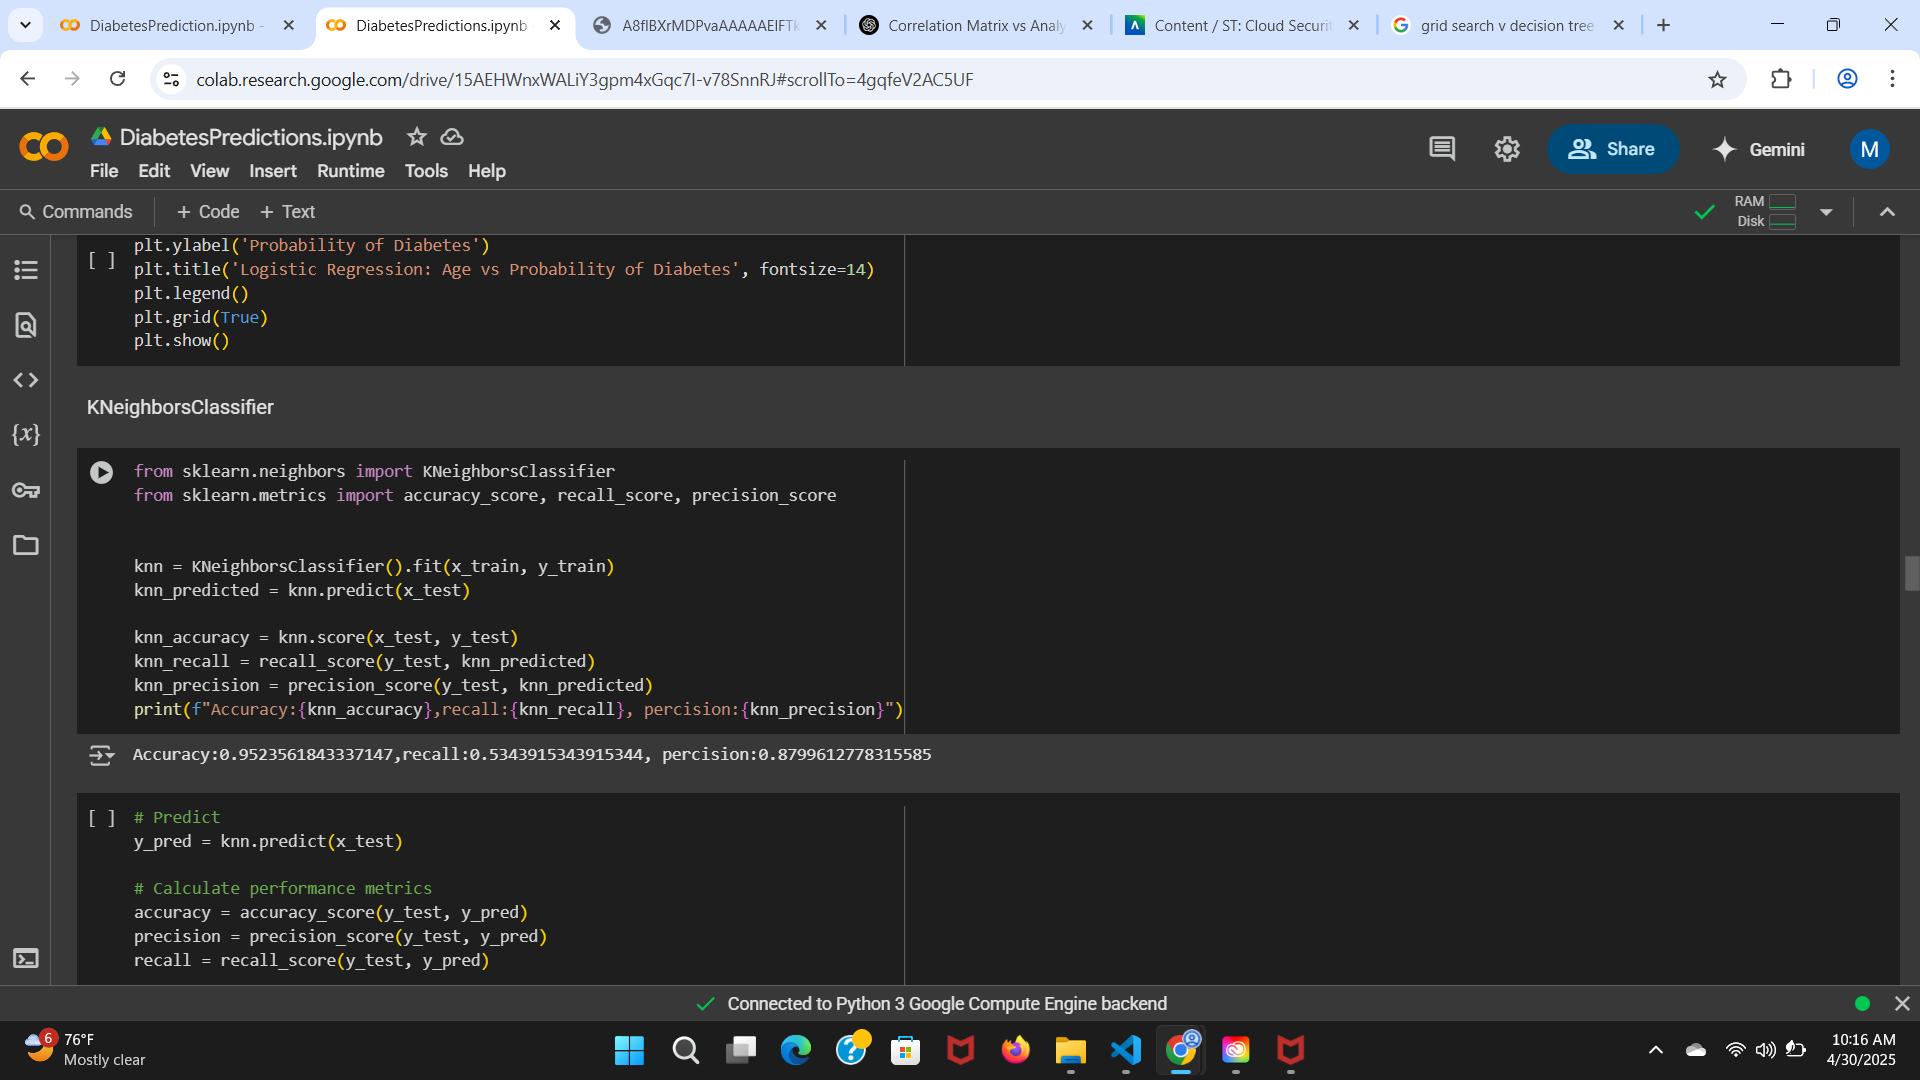 DiabetesPrediction.ipynb -
DiabetesPredictions.ipynb
A8flBXrMDPvaAAAAAElFTk
Correlation Matrix vs Analy
Content / ST: Cloud Securit
grid search v decision tree
colab.research.google.com/drive/15AEHWnxWALiY3gpm4xGqc7I-v78SnnRJ#scrollTo=4gqfeV2AC5UF
DiabetesPredictions.ipynb
File Edit View Insert Runtime Tools Help
Share
Gemini
M
Commands
+ Code
+ Text
RAM
Disk
plt.ylabel('Probability of Diabetes')
[ ]
plt.title('Logistic Regression: Age vs Probability of Diabetes', fontsize=14)
plt.legend()
plt.grid(True)
plt.show()
KNeighborsClassifier
from sklearn.neighbors import KNeighborsClassifier
from sklearn.metrics import accuracy_score, recall_score, precision_score
knn = KNeighborsClassifier().fit(x_train, y_train)
knn_predicted = knn.predict(x_test)
knn_accuracy = knn.score(x_test, y_test)
knn_recall = recall_score(y_test, knn_predicted)
knn_precision = precision_score(y_test, knn_predicted)
print(f"Accuracy:{knn_accuracy},recall:{knn_recall}, percision:{knn_precision}")
Accuracy:0.9523561843337147,recall:0.5343915343915344, percision:0.8799612778315585
[ ] # Predict
y_pred = knn.predict(x_test)
# Calculate performance metrics
accuracy = accuracy_score(y_test, y_pred)
precision = precision_score(y_test, y_pred)
recall = recall_score(y_test, y_pred)
Connected to Python 3 Google Compute Engine backend
6
76°F
Mostly clear
10:16 AM
4/30/2025